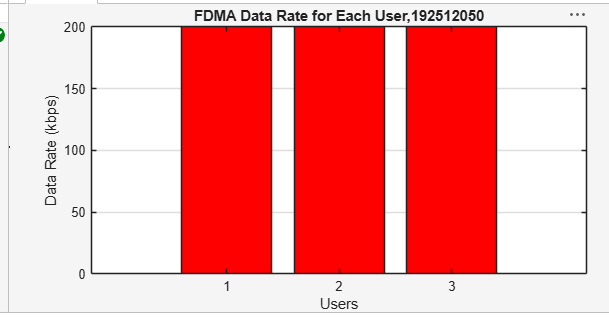 FDMA Data Rate for Each User,192512050
200
150
100
50
0
Data Rate (kbps)
1 2 3
Users